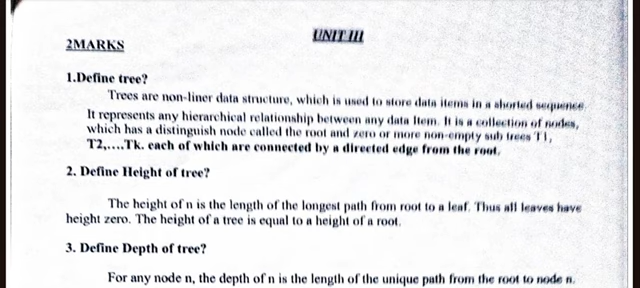 UNIT III
2MARKS
1.Define tree?
Trees are non-liner data structure, which is used to store data items in a shorted sequence.
It represents any hierarchical relationship between any data Item. It is a collection of nodes,
which has a distinguish node called the root and zero or more non-empty sub trees T1,
T2,....Tk. each of which are connected by a directed edge from the root.
2. Define Height of tree?
The height of n is the length of the longest path from root to a leaf. Thus all leaves have
height zero. The height of a tree is equal to a height of a root.
3. Define Depth of tree?
For any node n, the depth of n is the length of the unique path from the root to node n.